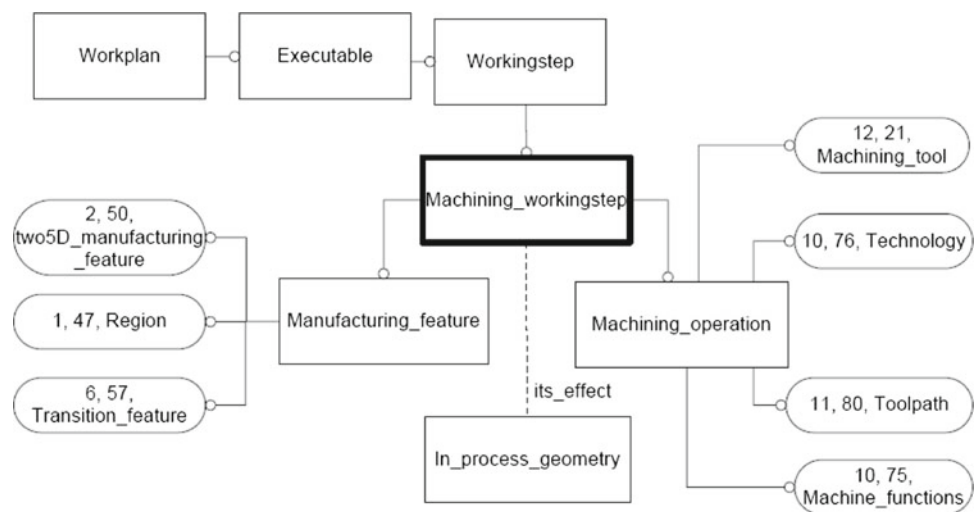 Workplan
Executable
Workingstep
Machining_workingstep
12, 21,
Machining_tool
2, 50,
two5D_manufacturing
_feature
10, 76, Technology
1, 47, Region
Manufacturing_feature
Machining_operation
6, 57,
Transition_feature
its_effect
11, 80, Toolpath
In_process_geometry
10, 75,
Machine_functions